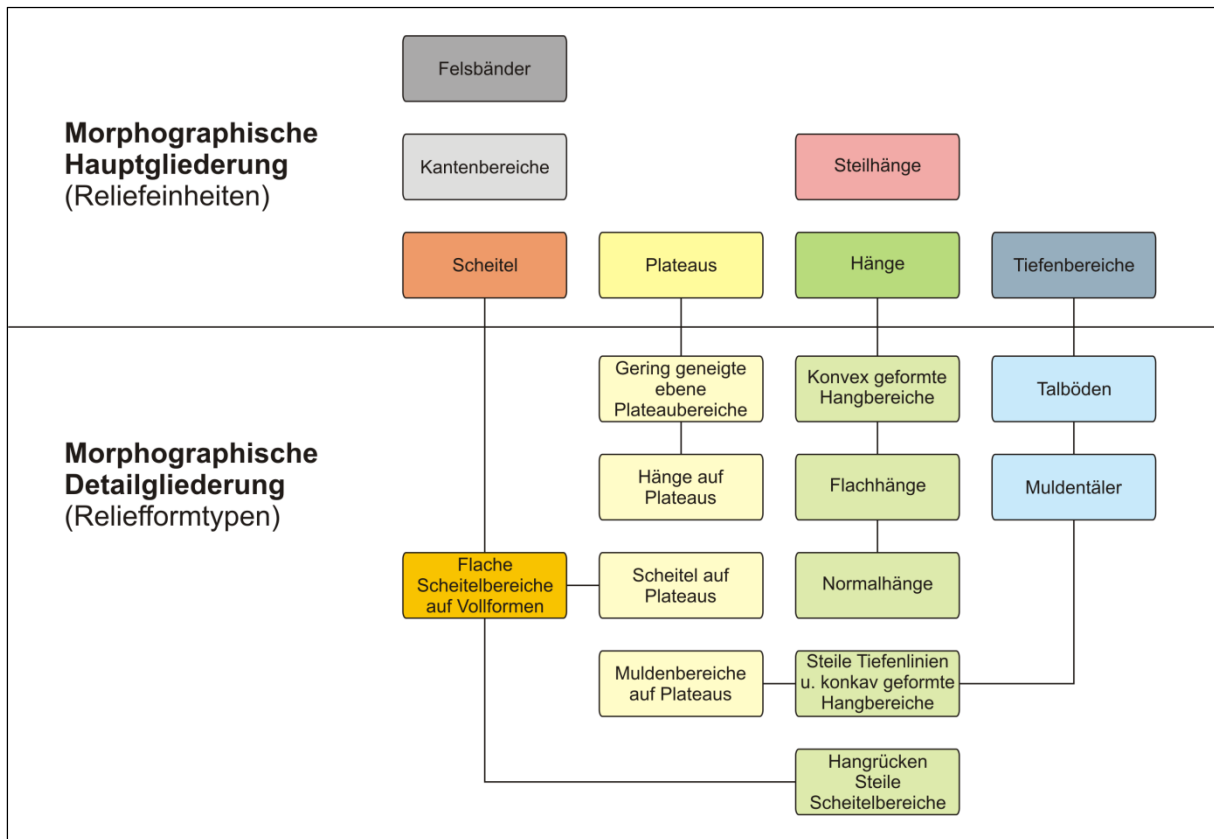 Morphographische
Hauptgliederung
(Reliefeinheiten)
Felsbänder
Kantenbereiche
Steilhänge
Scheitel
Plateaus
Hänge
Tiefenbereiche
Morphographische
Detailgliederung
(Reliefformtypen)
Gering geneigte
ebene
Plateaubereiche
Konvex geformte
Hangbereiche
Talböden
Hänge auf
Plateaus
Flachhänge
Muldentäler
Flache
Scheitelbereiche
auf Vollformen
Scheitel auf
Plateaus
Normalhänge
Muldenbereiche
auf Plateaus
Steile Tiefenlinien
u. konkav geformte
Hangbereiche
Hangrücken
Steile
Scheitelbereiche